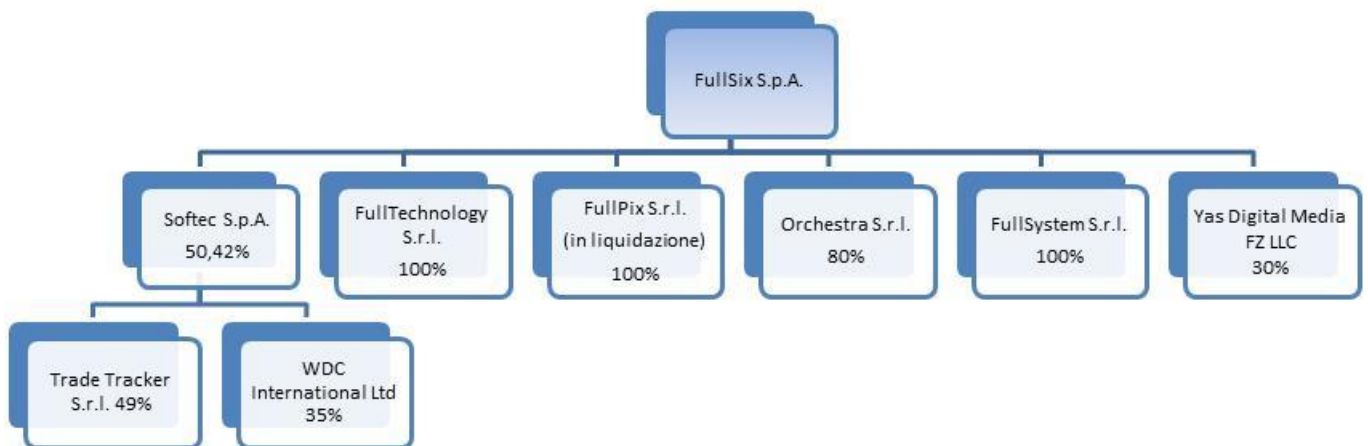 FullSix S.p.A.
Softec S.p.A.
50,42%
FullTechnology
S.r.l.
100%
FullPix S.r.l.
(in liquidazione)
100%
Orchestra S.r.l.
80%
FullSystem S.r.l.
100%
Yas Digital Media
FZ LLC
30%
Trade Tracker
S.r.l. 49%
WDC
International Ltd
35%